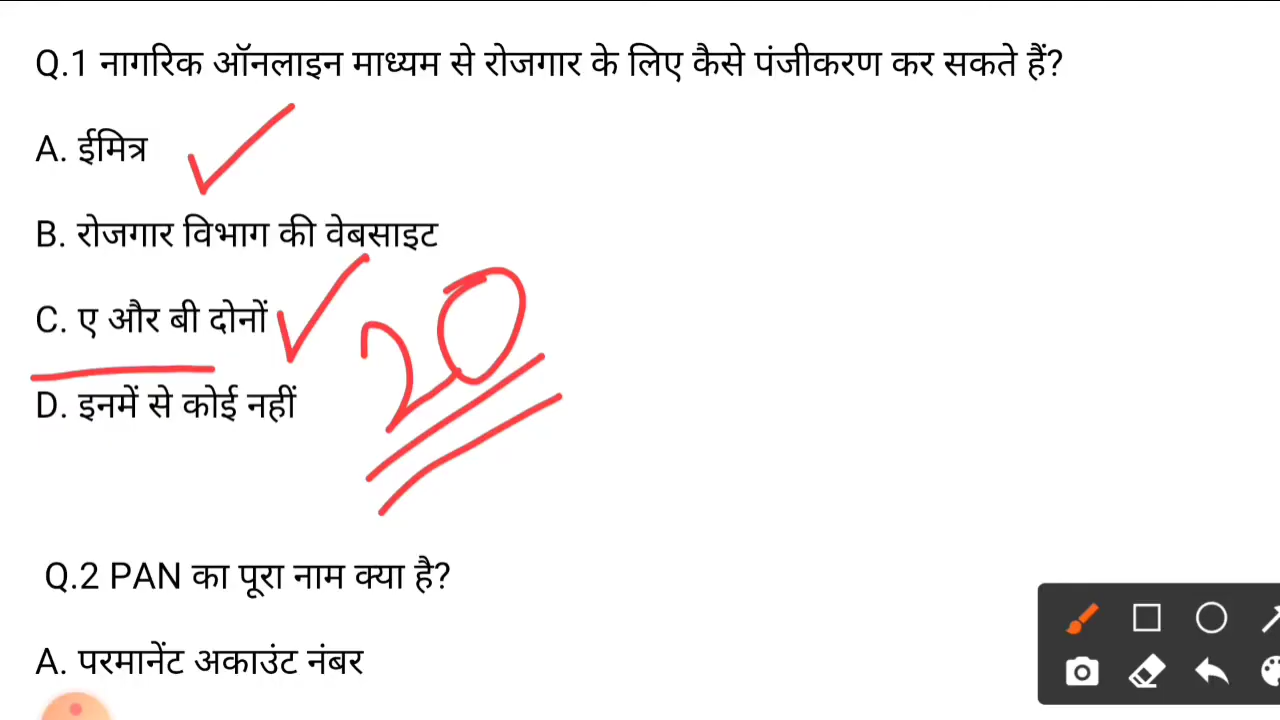 Q.1 नागरिक ऑनलाइन माध्यम से रोजगार के लिए कैसे पंजीकरण कर सकते हैं?
A. ईमित्र
B. रोजगार विभाग की वेबसाइट
C. ए और बी दोनों
20
D. इनमें से कोई नहीं
Q.2 PAN का पूरा नाम क्या है?
A. परमानेंट अकाउंट नंबर